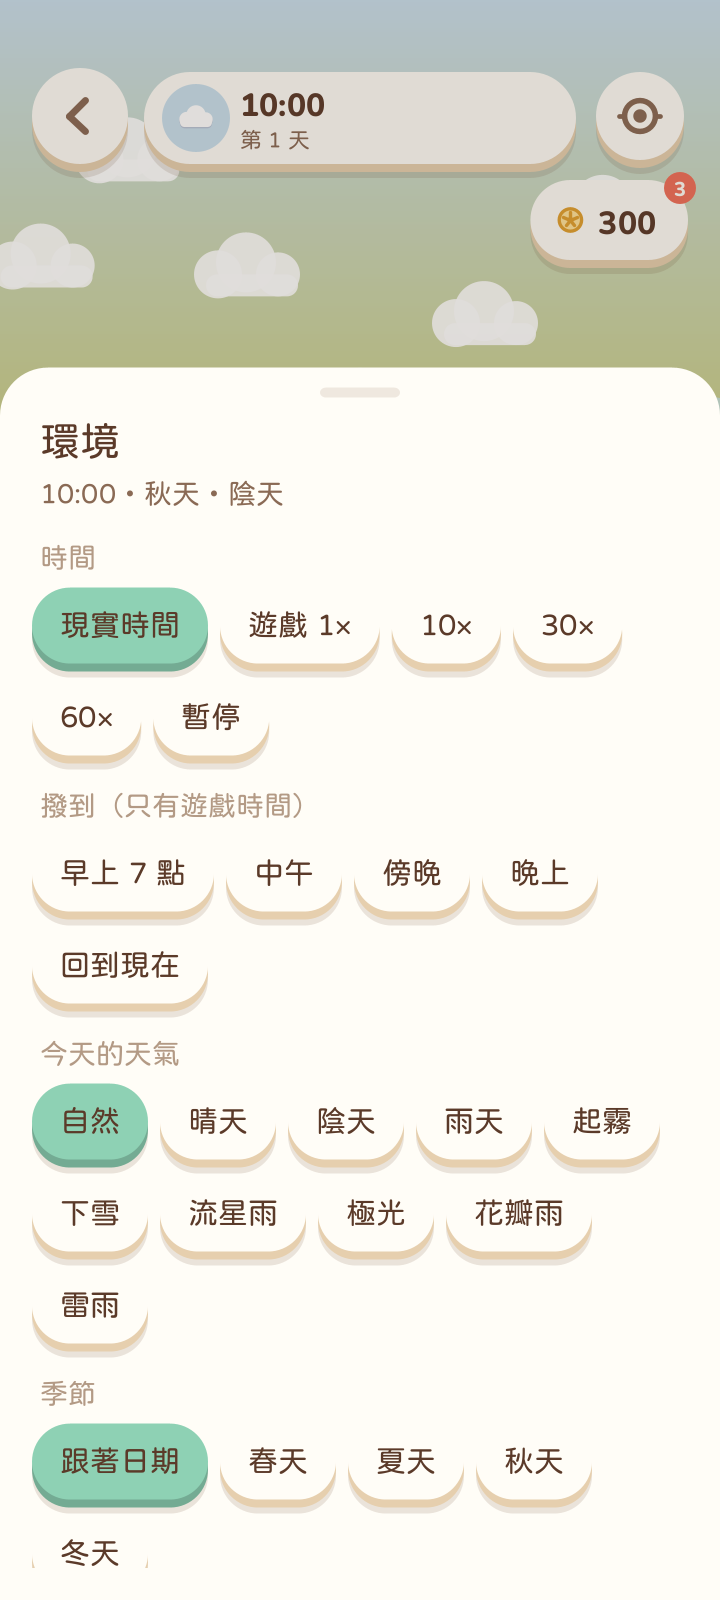 10:00
第 1 天
3
300
環境
10:00・秋天・陰天
時間
現實時間 遊戲 1× 10× 30×
60× 暫停
撥到（只有遊戲時間）
早上 7 點 中午 傍晚 晚上
回到現在
今天的天氣
自然 晴天 陰天 雨天 起霧
下雪 流星雨 極光 花瓣雨
雷雨
季節
跟著日期 春天 夏天 秋天
冬天